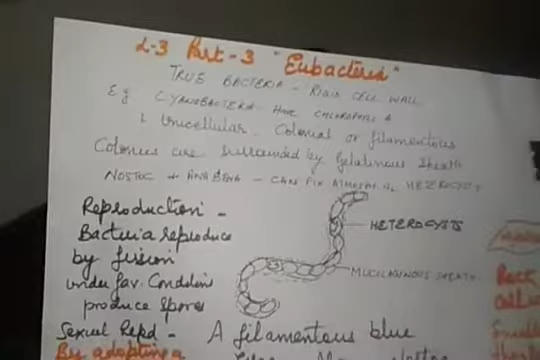 L-3 Part-3 "Eubacteria"
TRUE BACTERIA - RIGID CELL WALL
Eg CYANOBACTERIA - HAVE CHLOROPHYLL A
Unicellular. Colonial or filamentous
Colonies are surrounded by Gelatinous Sheath
NOSTOC + ANABENA - CAN FIX
Reproduction -
Bacteria reproduce
by fission
under fav. Condition
produce spores
HETEROCYSTS
MUCILAGINOUS SHEATH
Sexual Repd -
By adopting a
A filamentous blue